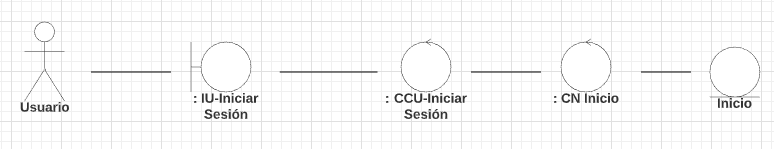 Usuario
: IU-Iniciar
Sesión
: CCU-Iniciar
Sesión
: CN Inicio
Inicio